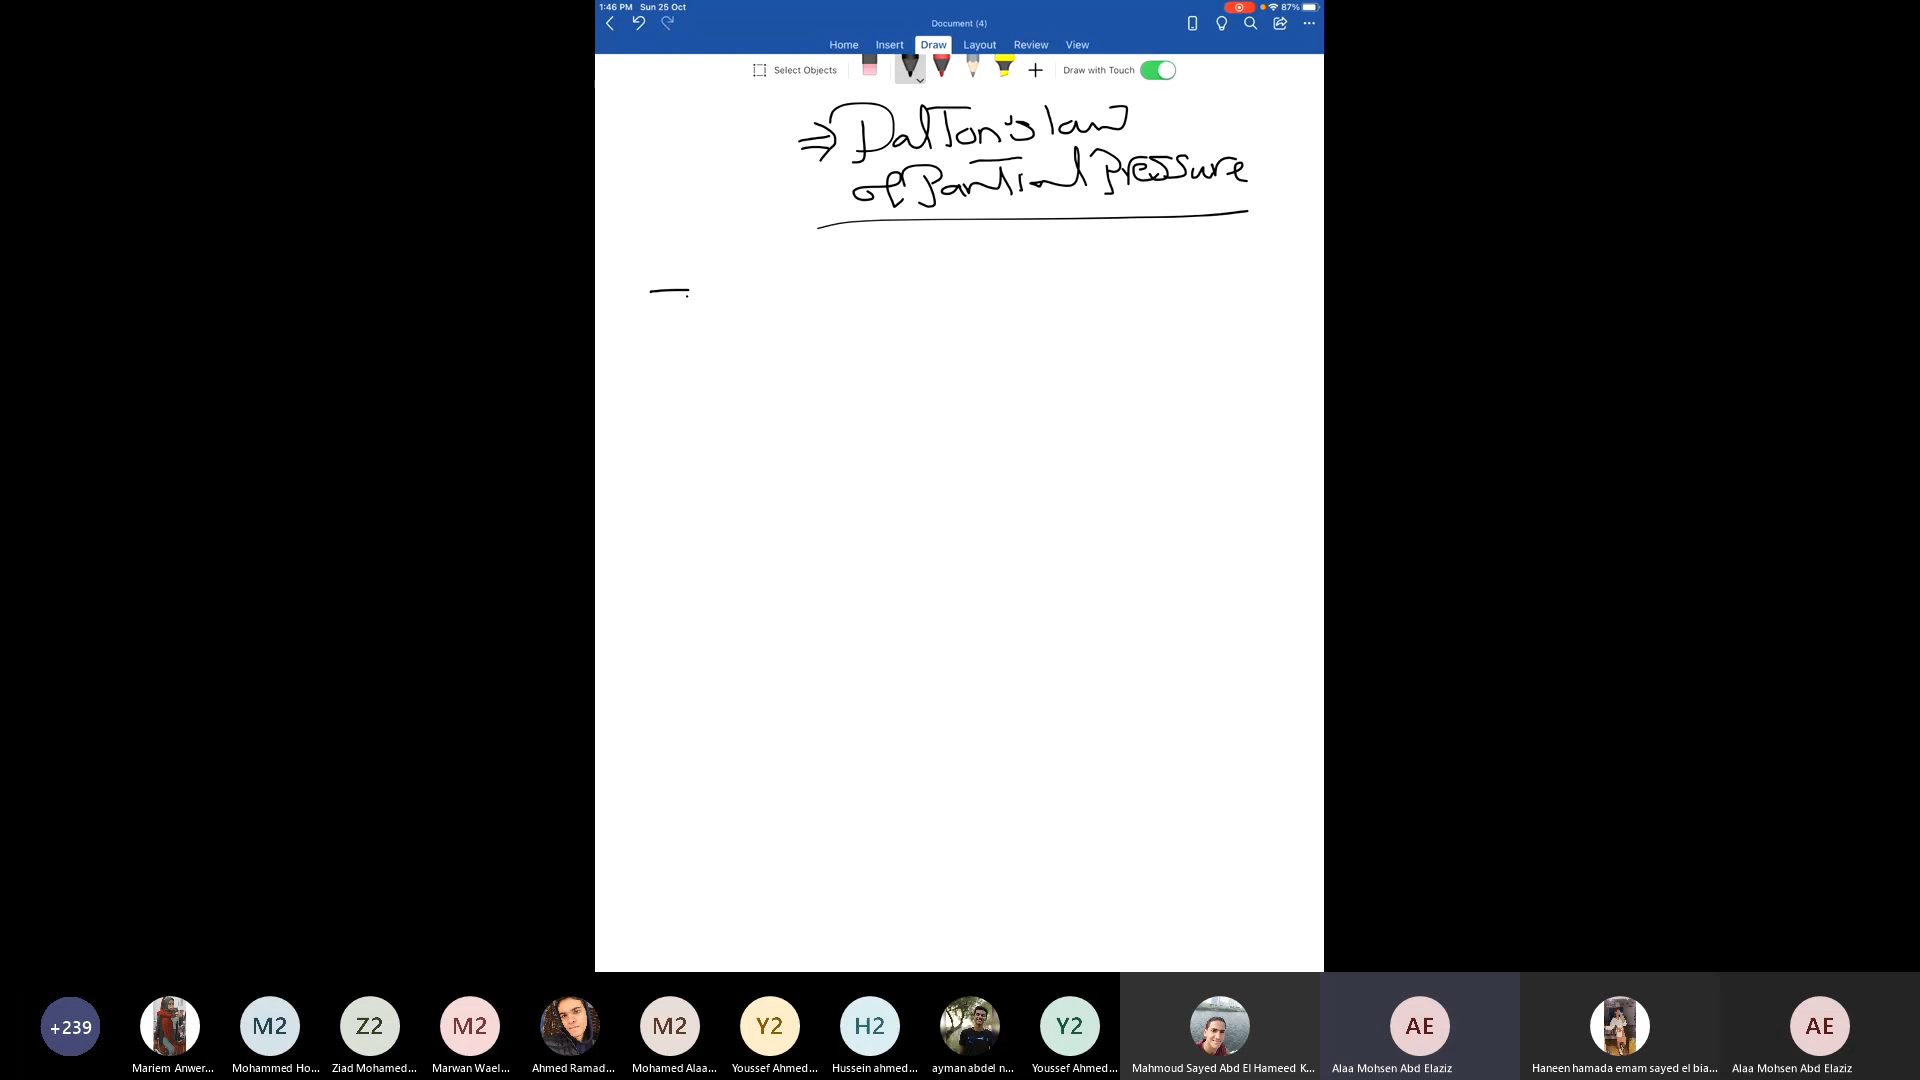 1:46 PM Sun 25 Oct
87%
Document (4)
Home Insert Draw Layout Review View
Select Objects
Draw with Touch
⇒ Dalton's law
of Partial Pressure
+239
M2
Z2
M2
M2
Y2
H2
Y2
AE
AE
Mariem Anwer...
Mohammed Ho...
Ziad Mohamed...
Marwan Wael...
Ahmed Ramad...
Mohamed Alaa...
Youssef Ahmed...
Hussein ahmed...
ayman abdel n...
Youssef Ahmed...
Mahmoud Sayed Abd El Hameed K...
Alaa Mohsen Abd Elaziz
Haneen hamada emam sayed el bia...
Alaa Mohsen Abd Elaziz